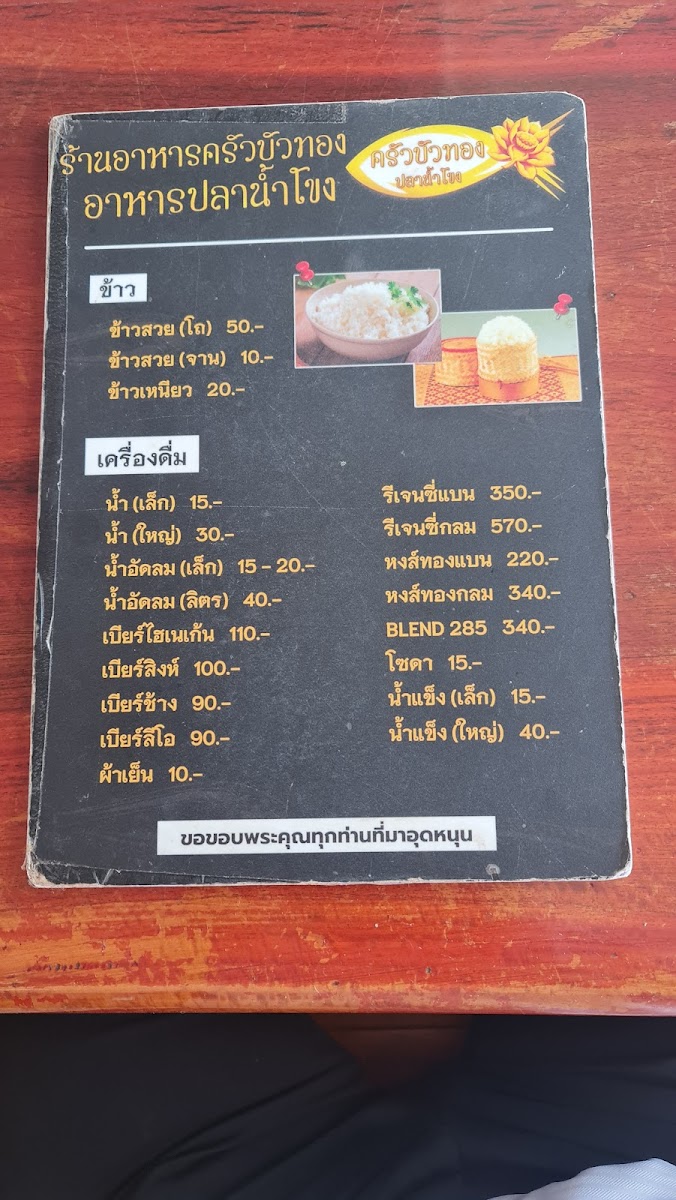 ร้านอาหารครัวบัวทอง
อาหารปลาน้ำโขง
ครัวบัวทอง
ปลาน้ำโขง
ข้าว
ข้าวสวย (โถ) 50.-
ข้าวสวย (จาน) 10.-
ข้าวเหนียว 20.-
เครื่องดื่ม
น้ำ (เล็ก) 15.-
น้ำ (ใหญ่) 30.-
น้ำอัดลม (เล็ก) 15 - 20.-
น้ำอัดลม (ลิตร) 40.-
เบียร์ไฮเนเก้น 110.-
เบียร์สิงห์ 100.-
เบียร์ช้าง 90.-
เบียร์ลีโอ 90.-
ผ้าเย็น 10.-
รีเจนซี่แบน 350.-
รีเจนซี่กลม 570.-
หงส์ทองแบน 220.-
หงส์ทองกลม 340.-
BLEND 285 340.-
โซดา 15.-
น้ำแข็ง (เล็ก) 15.-
น้ำแข็ง (ใหญ่) 40.-
ขอขอบพระคุณทุกท่านที่มาอุดหนุน